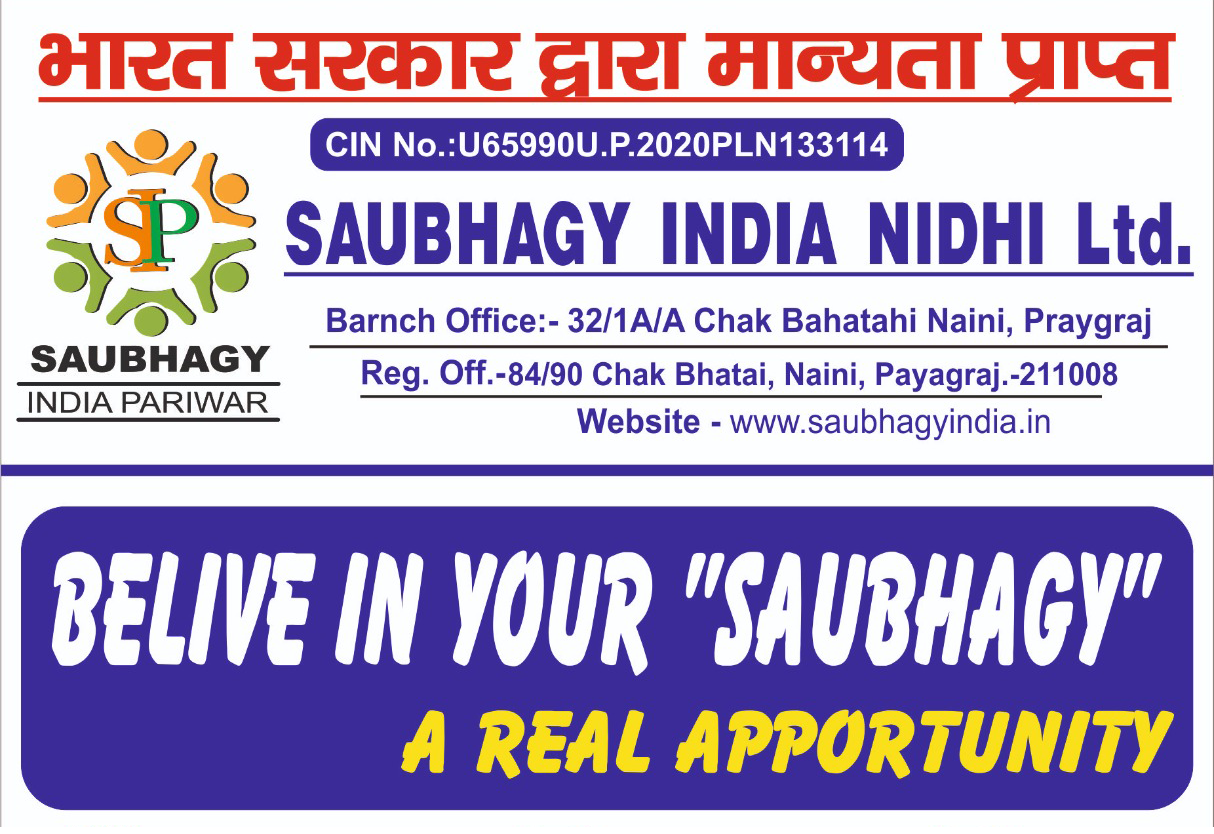 भारत सरकार द्वारा मान्यता प्राप्त
CIN No.:U65990U.P.2020PLN133114
SIP
SAUBHAGY
INDIA PARIWAR
SAUBHAGY INDIA NIDHI Ltd.
Barnch Office:- 32/1A/A Chak Bahatahi Naini, Praygraj
Reg. Off.-84/90 Chak Bhatai, Naini, Payagraj.-211008
Website - www.saubhagyindia.in
BELIVE IN YOUR "SAUBHAGY"
A REAL APPORTUNITY